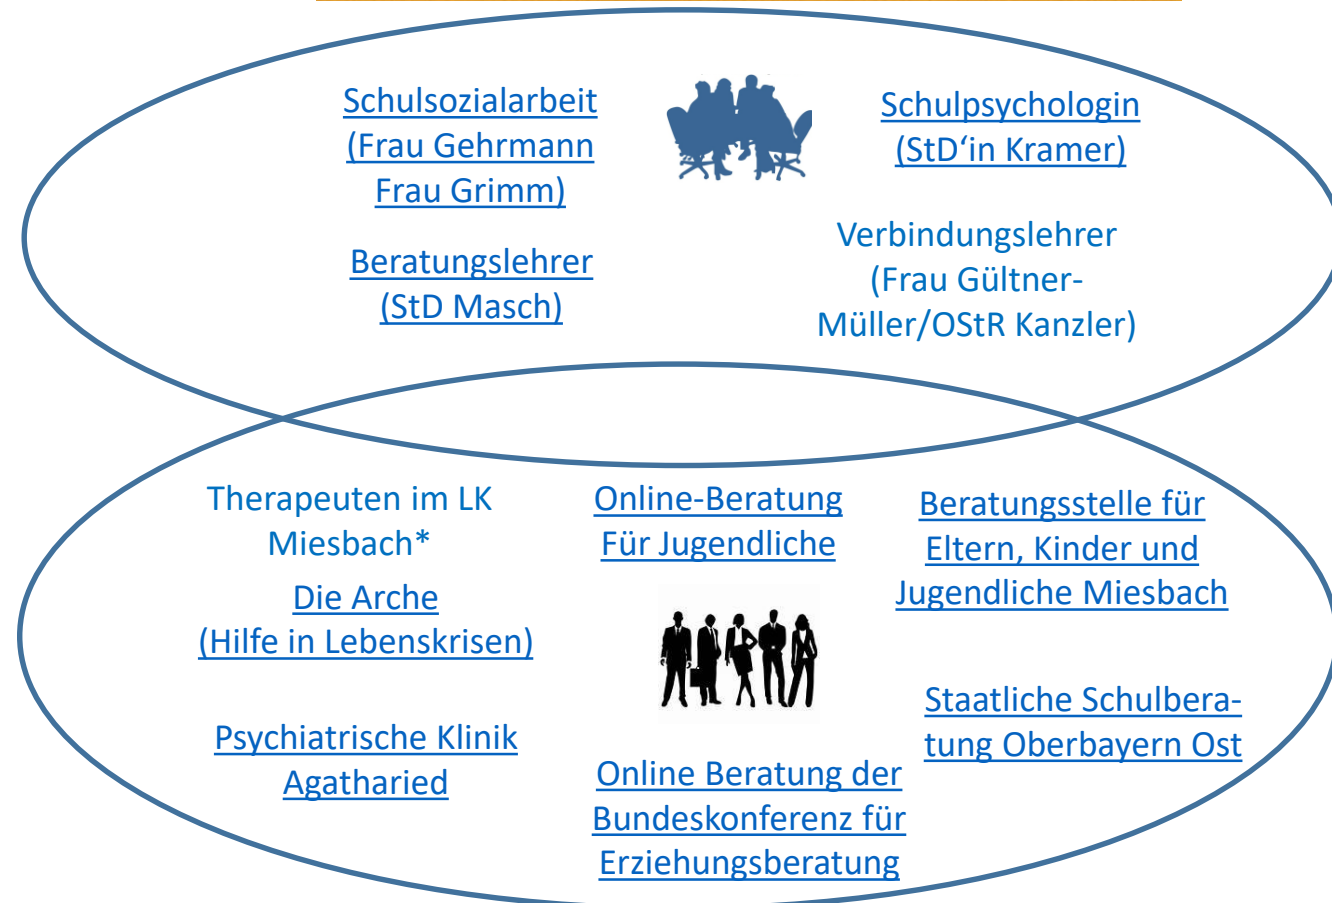 Schulsozialarbeit
(Frau Gehrmann
Frau Grimm)
Schulpsychologin
(StD‘in Kramer)
Beratungslehrer
(StD Masch)
Verbindungslehrer
(Frau Gültner-
Müller/OStR Kanzler)
Therapeuten im LK
Miesbach*
Die Arche
(Hilfe in Lebenskrisen)
Psychiatrische Klinik
Agatharied
Online-Beratung
Für Jugendliche
Online Beratung der
Bundeskonferenz für
Erziehungsberatung
Beratungsstelle für
Eltern, Kinder und
Jugendliche Miesbach
Staatliche Schulbera-
tung Oberbayern Ost